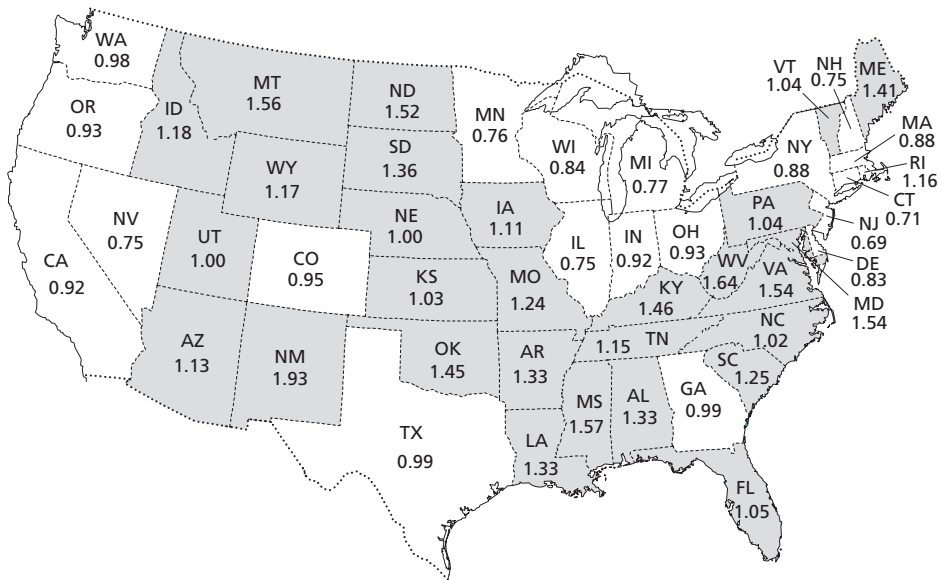 WA
0.98
OR
0.93
CA
0.92
NV
0.75
ID
1.18
MT
1.56
WY
1.17
UT
1.00
CO
0.95
AZ
1.13
NM
1.93
ND
1.52
SD
1.36
NE
1.00
KS
1.03
OK
1.45
TX
0.99
MN
0.76
IA
1.11
MO
1.24
AR
1.33
LA
1.33
WI
0.84
IL
0.75
MI
0.77
IN
0.92
OH
0.93
KY
1.46
1.15 TN
MS
1.57
AL
1.33
GA
0.99
FL
1.05
SC
1.25
NC
1.02
VA
1.54
WV
1.64
PA
1.04
NY
0.88
VT
1.04
NH
0.75
ME
1.41
MA
0.88
RI
1.16
CT
0.71
NJ
0.69
DE
0.83
MD
1.54